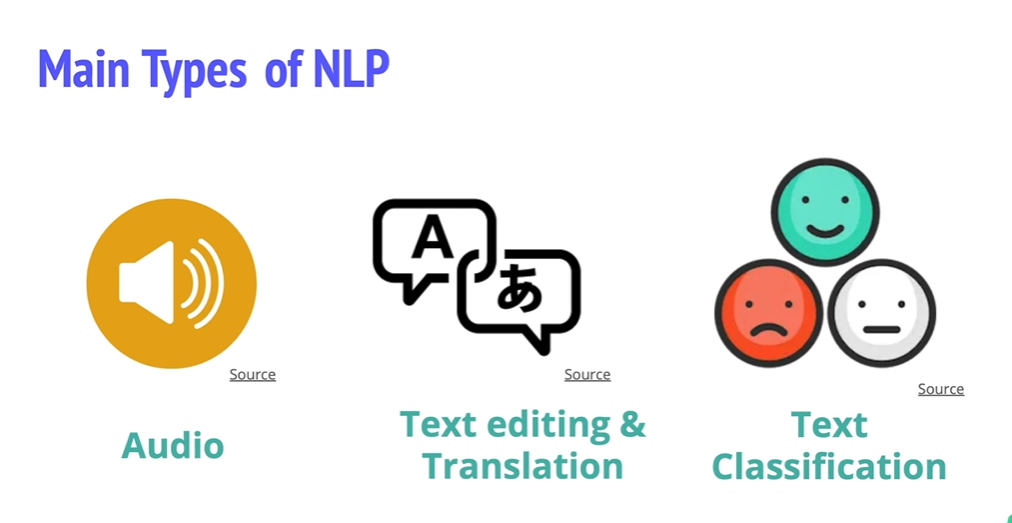 Main Types of NLP
A
あ
Source
Source
Source
Audio
Text editing &
Translation
Text
Classification